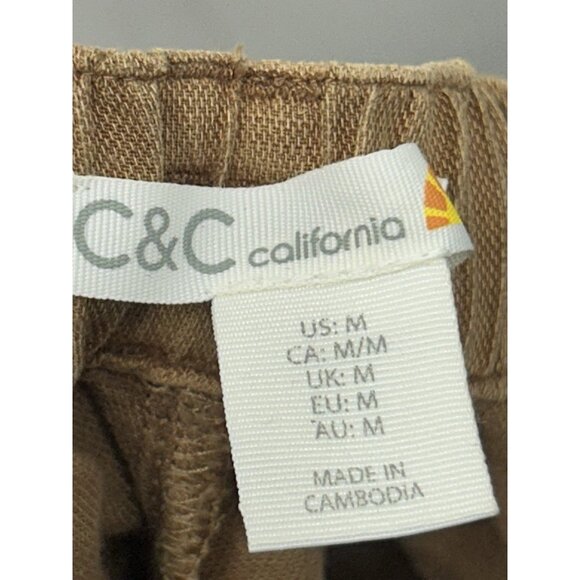 C&C california
US: M
CA: M/M
UK: M
EU: M
AU: M
MADE IN
CAMBODIA